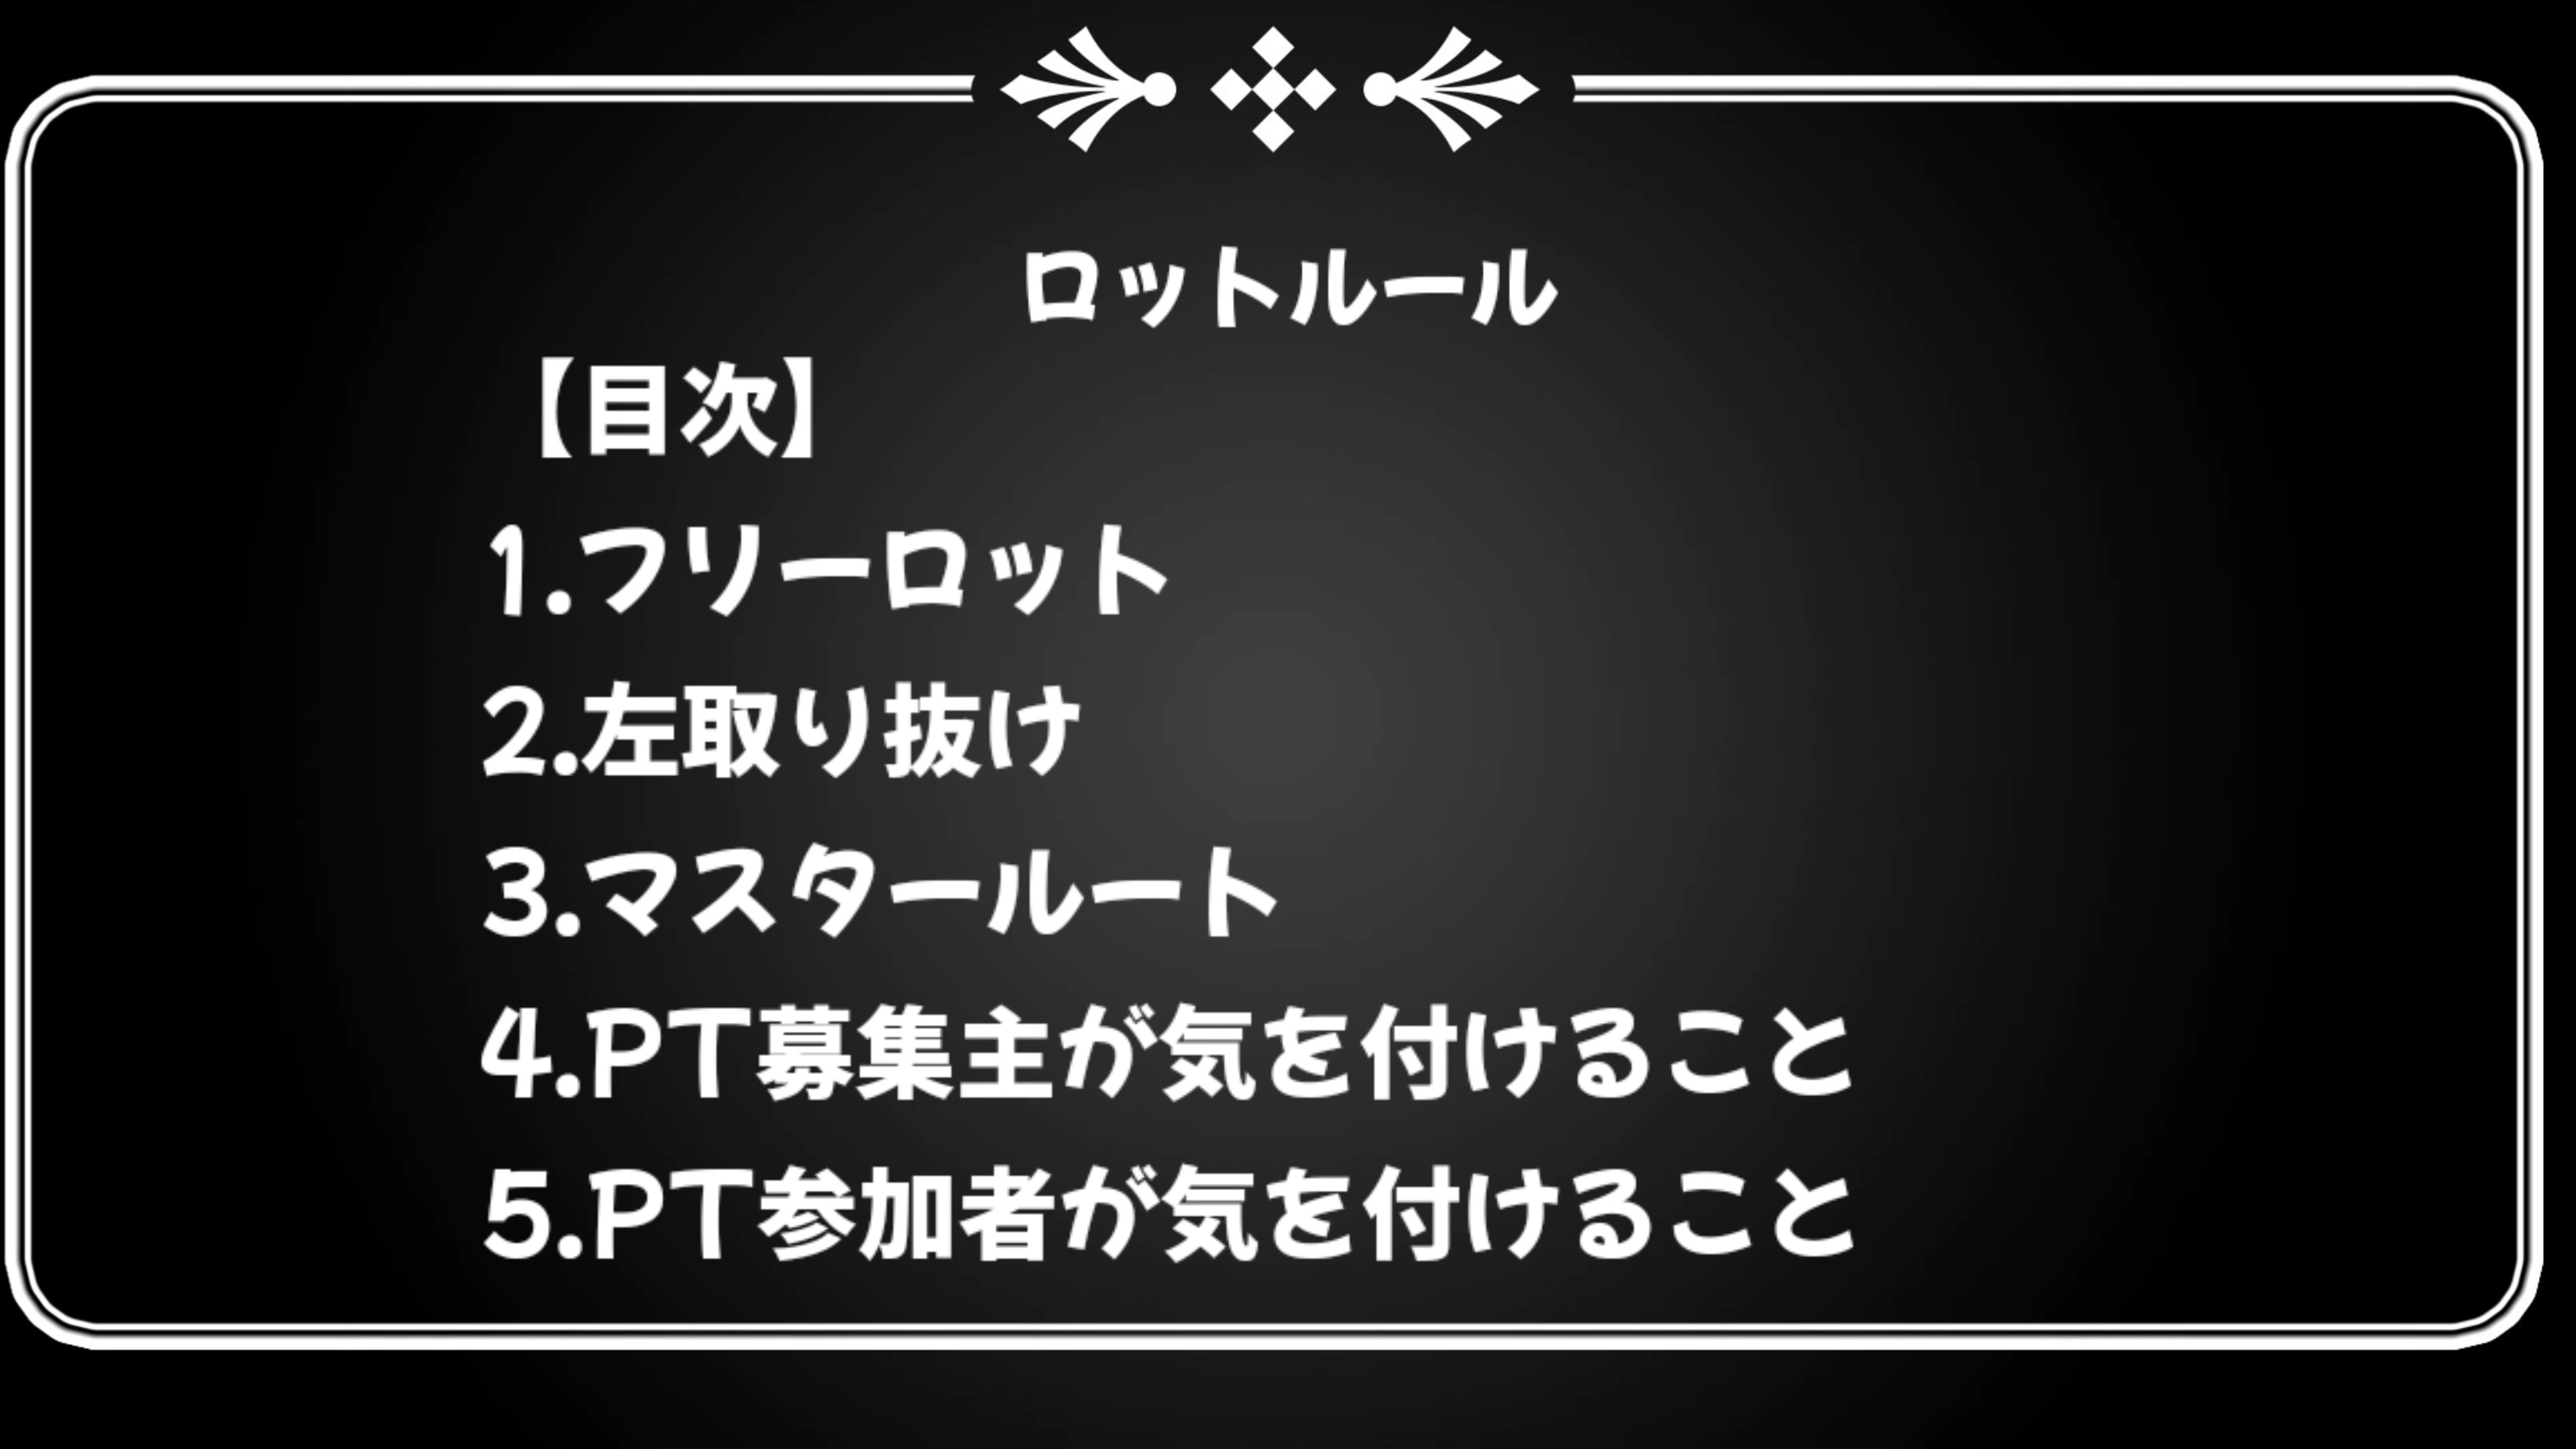 ロットルール
【目次】
1.フリーロット
2.左取り抜け
3.マスタールート
4.PT募集主が気を付けること
5.PT参加者が気を付けること